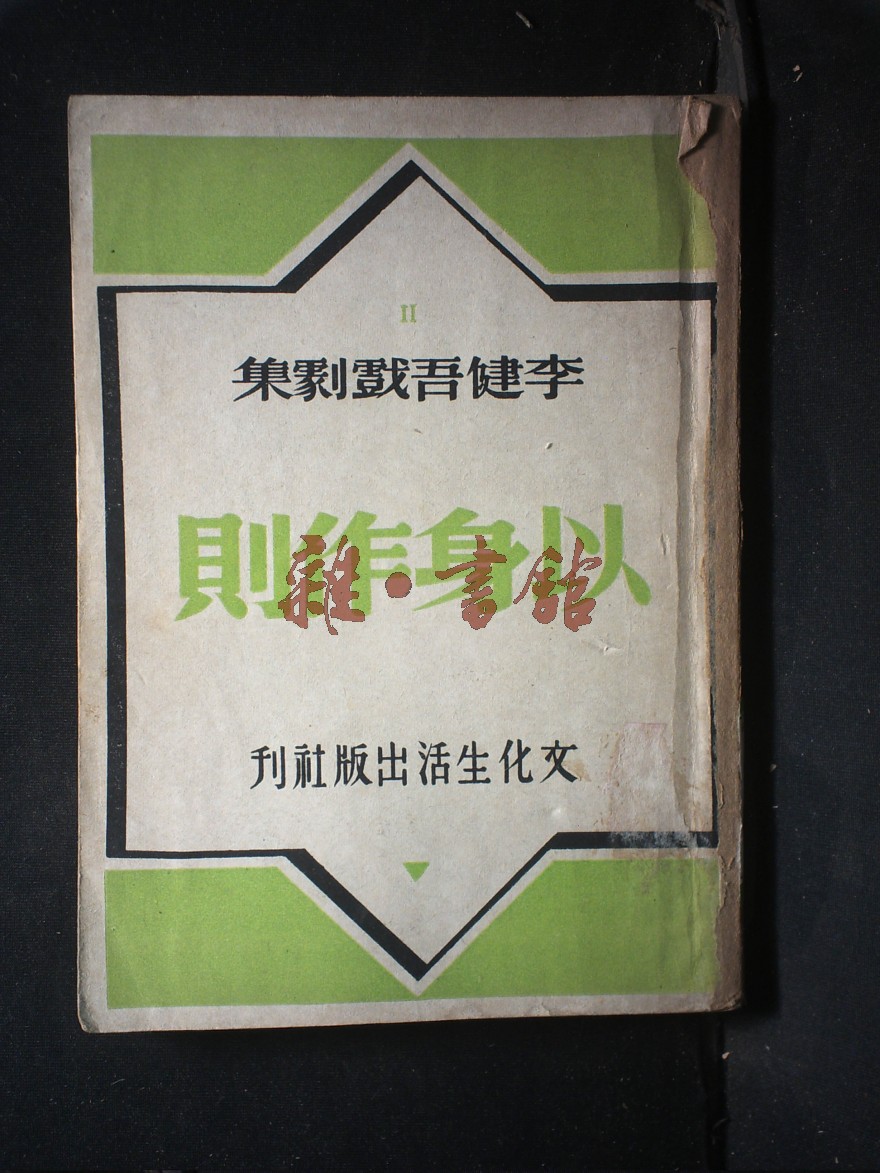 II
李健吾戲劇集
以身作則
雜·書館
文化生活出版社刊